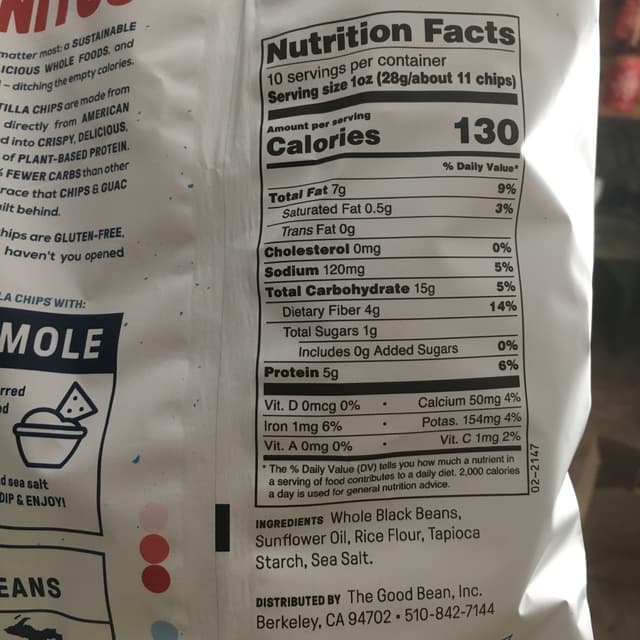 matter most: a SUSTAINABLE
ICIOUS WHOLE FOODS, and
– ditching the empty calories.
TILLA CHIPS are made from
directly from AMERICAN
d into CRISPY, DELICIOUS,
of PLANT-BASED PROTEIN.
FEWER CARBS than other
race that CHIPS & GUAC
ilt behind.
hips are GLUTEN-FREE,
haven't you opened
LA CHIPS WITH:
MOLE
rred
d
d sea salt
DIP & ENJOY!
EANS
Nutrition Facts
10 servings per container
Serving size 1oz (28g/about 11 chips)
Amount per serving
Calories 130
% Daily Value*
Total Fat 7g 9%
Saturated Fat 0.5g 3%
Trans Fat 0g
Cholesterol 0mg 0%
Sodium 120mg 5%
Total Carbohydrate 15g 5%
Dietary Fiber 4g 14%
Total Sugars 1g
Includes 0g Added Sugars 0%
Protein 5g 6%
Vit. D 0mcg 0% • Calcium 50mg 4%
Iron 1mg 6% • Potas. 154mg 4%
Vit. A 0mg 0% • Vit. C 1mg 2%
* The % Daily Value (DV) tells you how much a nutrient in
a serving of food contributes to a daily diet. 2,000 calories
a day is used for general nutrition advice.
02-2147
INGREDIENTS Whole Black Beans,
Sunflower Oil, Rice Flour, Tapioca
Starch, Sea Salt.
DISTRIBUTED BY The Good Bean, Inc.
Berkeley, CA 94702 • 510-842-7144